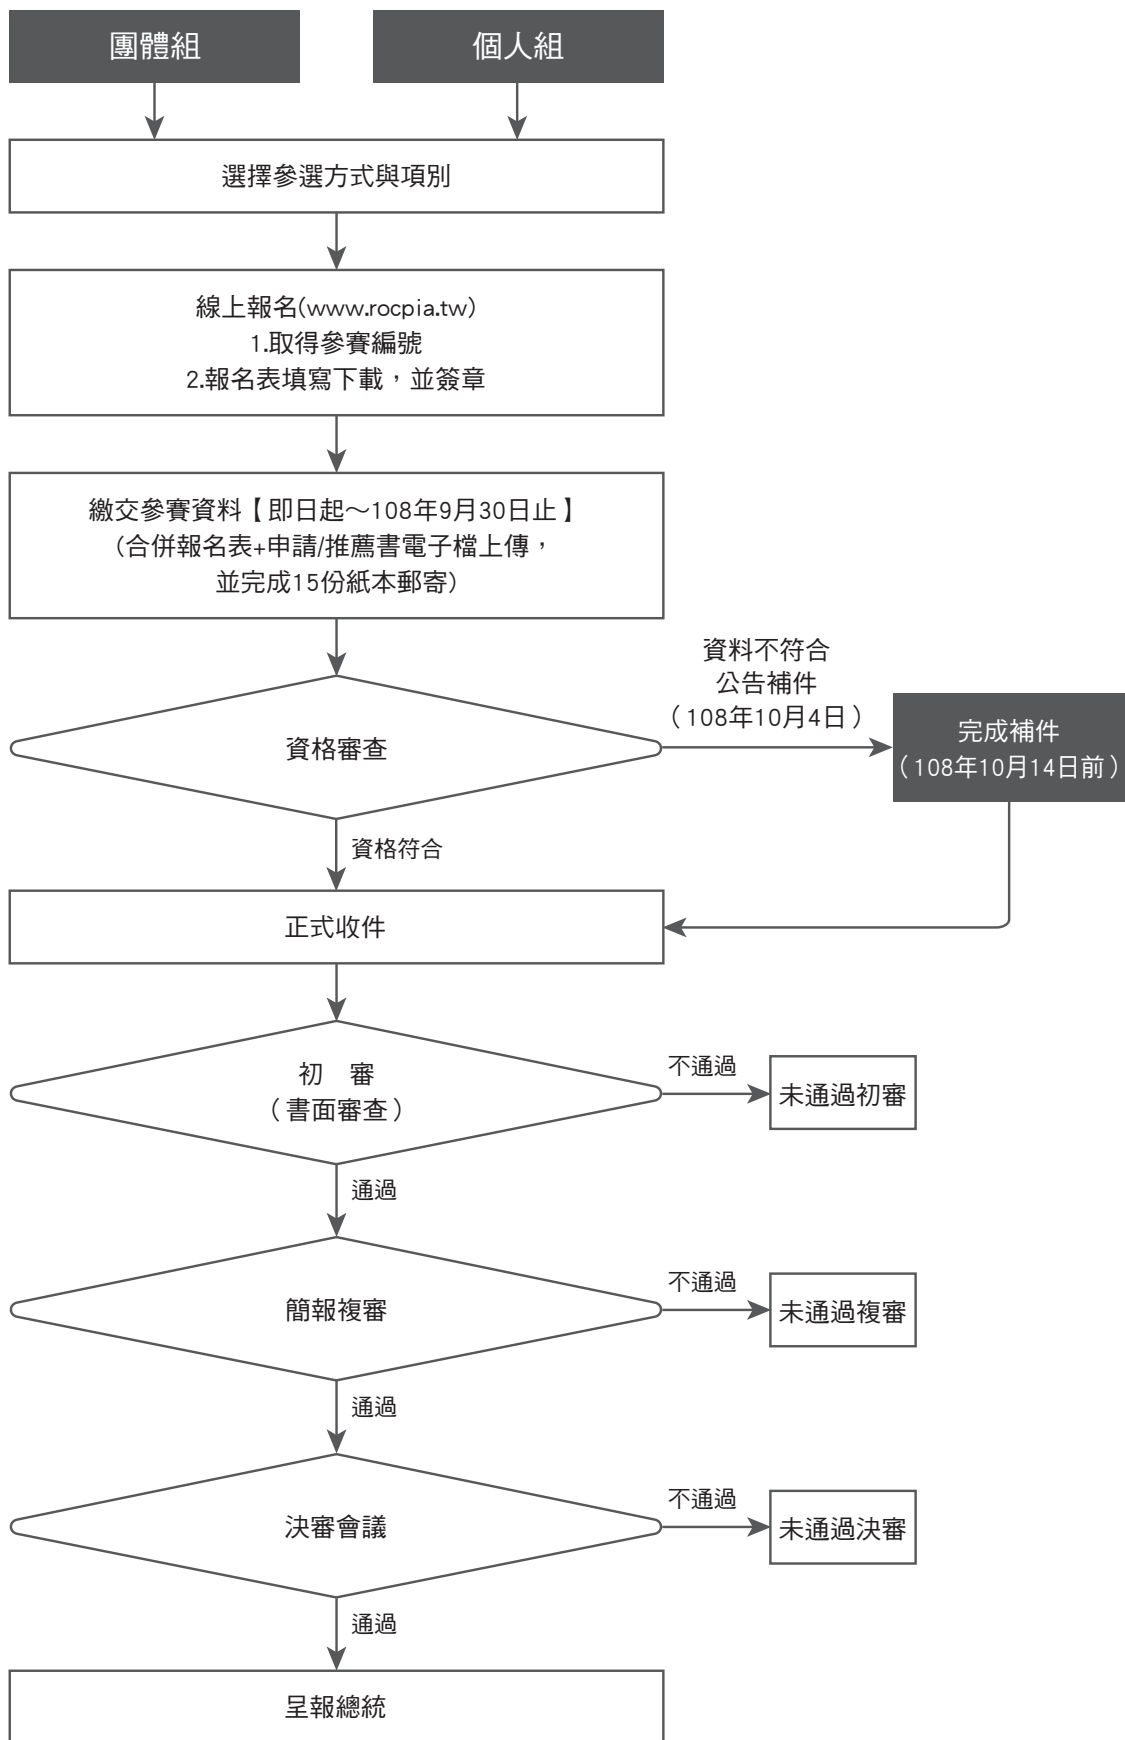 團體組
個人組
選擇參選方式與項別
線上報名(www.rocpia.tw)
1.取得參賽編號
2.報名表填寫下載，並簽章
繳交參賽資料【即日起～108年9月30日止】
(合併報名表+申請/推薦書電子檔上傳，
並完成15份紙本郵寄)
資料不符合
公告補件
（108年10月4日）
資格審查
完成補件
（108年10月14日前）
資格符合
正式收件
初　審
（書面審查）
不通過
未通過初審
通過
簡報複審
不通過
未通過複審
通過
決審會議
不通過
未通過決審
通過
呈報總統